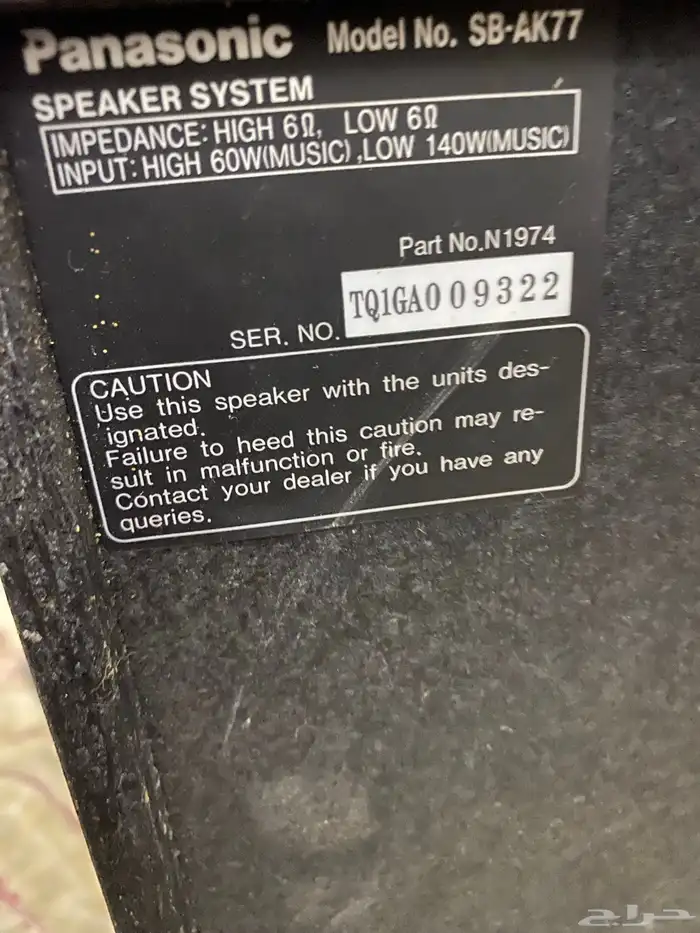 Panasonic Model No. SB-AK77
SPEAKER SYSTEM
IMPEDANCE: HIGH 6Ω, LOW 6Ω
INPUT: HIGH 60W(MUSIC) ,LOW 140W(MUSIC)
Part No.N1974
SER. NO. TQ1GA009322
CAUTION
Use this speaker with the units des-
ignated.
Failure to heed this caution may re-
sult in malfunction or fire.
Contact your dealer if you have any
queries.
حراج